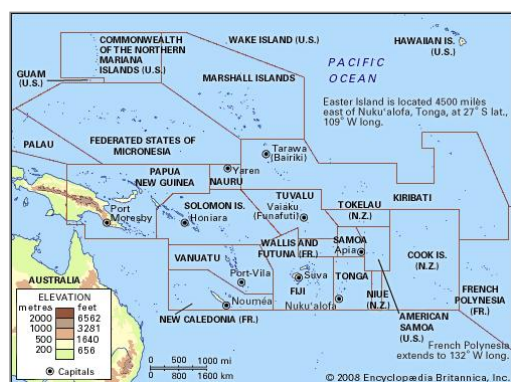 COMMONWEALTH
OF THE NORTHERN
MARIANA
ISLANDS (U.S.)
WAKE ISLAND (U.S.)
HAWAIIAN IS.
(U.S.)
GUAM
(U.S.)
MARSHALL ISLANDS
PACIFIC
OCEAN
Easter Island is located 4500 miles
east of Nukuʻalofa, Tonga, at 27° S lat.,
109° W long.
PALAU
FEDERATED STATES OF
MICRONESIA
Tarawa
(Bairiki)
Yaren
NAURU
PAPUA
NEW GUINEA
KIRIBATI
Port
Moresby
SOLOMON IS.
Honiara
TUVALU
Vaiaku
(Funafuti)
TOKELAU
(N.Z.)
WALLIS AND
FUTUNA (FR.)
SAMOA
Apia
VANUATU
Port-Vila
FIJI
Suva
TONGA
Nukuʻalofa
NIUE
(N.Z.)
COOK IS.
(N.Z.)
FRENCH
POLYNESIA
(FR.)
AMERICAN
SAMOA
(U.S.)
Nouméa
NEW CALEDONIA (FR.)
AUSTRALIA
ELEVATION
metres feet
2000 6562
1000 3281
500 1640
200 656
Capitals
0 500 1000 mi
0 800 1600 km
French Polynesia
extends to 132° W long.
© 2008 Encyclopædia Britannica, Inc.